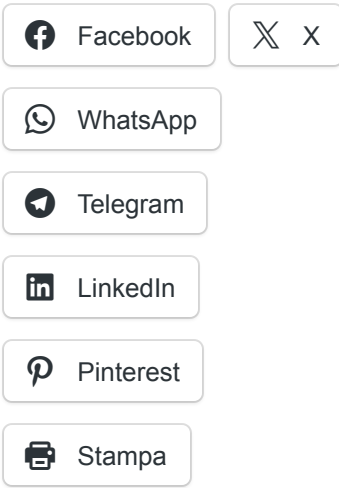 Facebook X
WhatsApp
Telegram
LinkedIn
Pinterest
Stampa